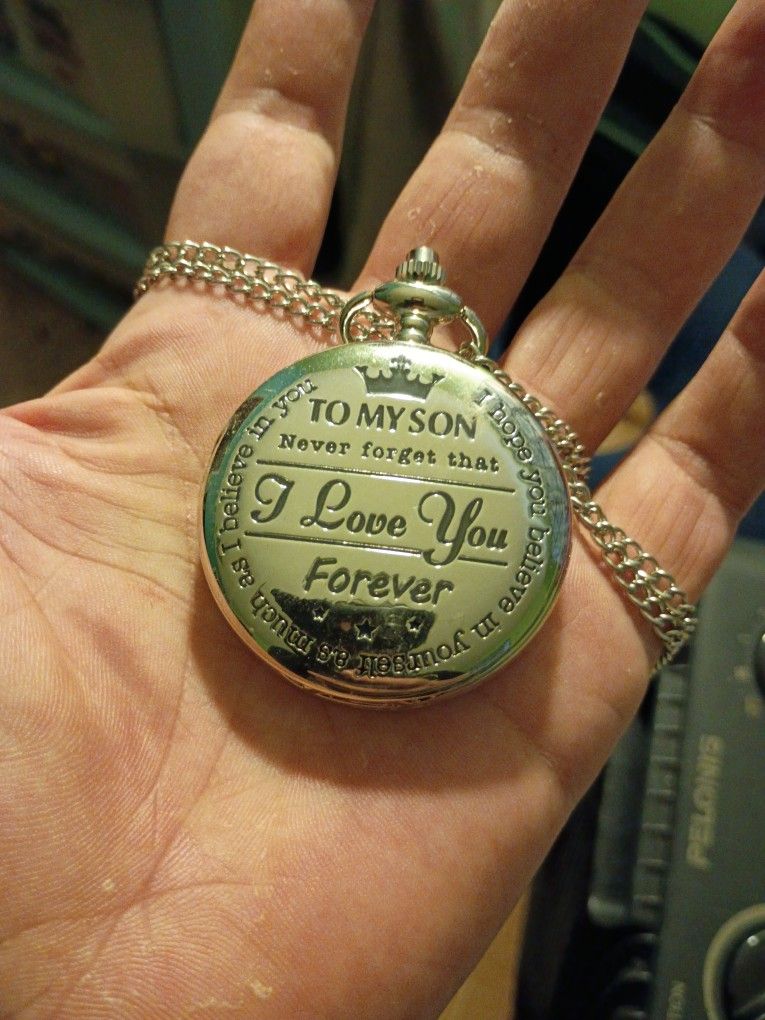 TO MY SON
Never forget that
I Love You
Forever
I hope you believe in yourself as much as I believe in you
PELONIS